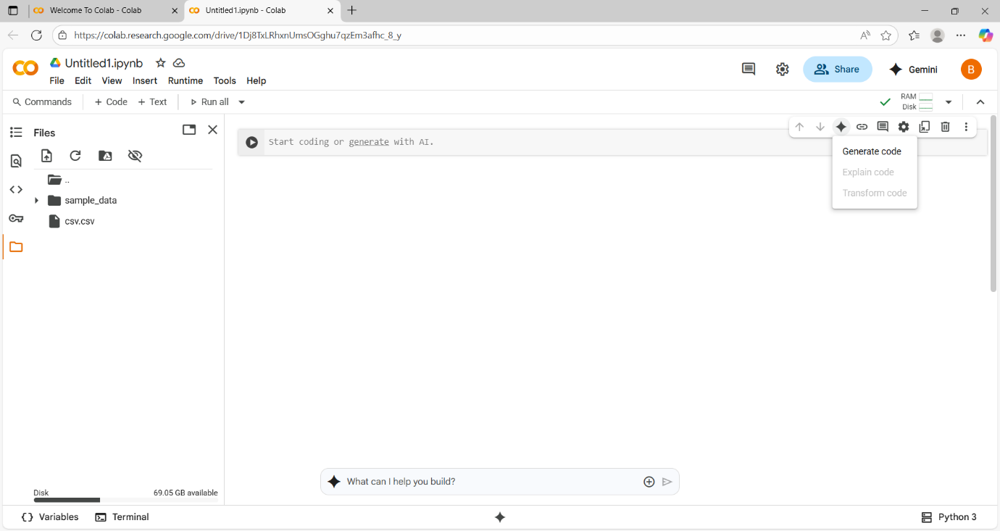 Welcome To Colab - Colab
Untitled1.ipynb - Colab
https://colab.research.google.com/drive/1Dj8TxLRhxnUmsOGghu7qzEm3afhc_8_y
Untitled1.ipynb
File Edit View Insert Runtime Tools Help
Share
Gemini
B
Commands + Code + Text Run all
RAM
Disk
Files
..
sample_data
csv.csv
Start coding or generate with AI.
Generate code
Explain code
Transform code
What can I help you build?
Disk 69.05 GB available
Variables Terminal
Python 3